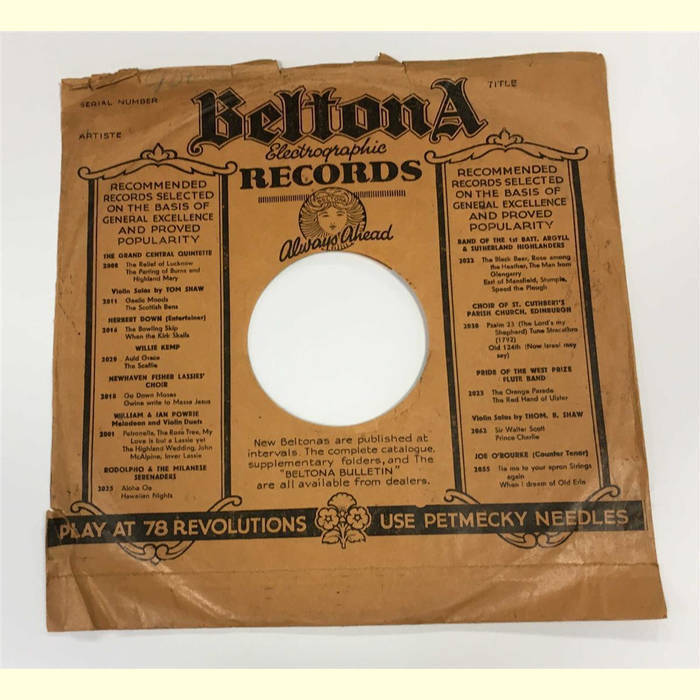 SERIAL NUMBER
TITLE
ARTISTE
BeltonA
Electrographic
RECORDS
Always Ahead
RECOMMENDED
RECORDS SELECTED
ON THE BASIS OF
GENERAL EXCELLENCE
AND PROVED
POPULARITY
THE GRAND CENTRAL QUINTETTE
2008 The Relief of Lucknow
The Parting of Burns and
Highland Mary
Violin Solos by TOM SHAW
2011 Gaelic Moods
The Scottish Bens
HERBERT DOWN (Entertainer)
2016 The Bowling Skip
When the Kirk Skails
WILLIE KEMP
2029 Auld Grace
The Scaffie
NEWHAVEN FISHER LASSIES'
CHOIR
2018 Go Down Moses
Gwine write to Massa Jesus
WILLIAM & IAN POWRIE
Melodeon and Violin Duets
2001 Petronella, The Rose Tree, My
Love is but a Lassie yet
The Highland Wedding, John
McAlpine, Inver Lassie
RODOLPHO & THE MILANESE
SERENADERS
2035 Aloha Oe
Hawaiian Nights
New Beltonas are published at
intervals. The complete catalogue,
supplementary folders, and The
"BELTONA BULLETIN"
are all available from dealers.
RECOMMENDED
RECORDS SELECTED
ON THE BASIS OF
GENERAL EXCELLENCE
AND PROVED
POPULARITY
BAND OF THE 1st BATT. ARGYLL
& SUTHERLAND HIGHLANDERS
2022 The Black Bear, Rose among
the Heather, The Man from
Glengarry
East of Mansfield, Stumpie,
Speed the Plough
CHOIR OF ST. CUTHBERT'S
PARISH CHURCH, EDINBURGH
2030 Psalm 23 (The Lord's my
Shepherd) Tune Stracathro
(1792)
Old 124th (Now Israel may
say)
PRIDE OF THE WEST PRIZE
FLUTE BAND
2023 The Orange Parade
The Red Hand of Ulster
Violin Solos by THOM. B. SHAW
2062 Sir Walter Scott
Prince Charlie
JOE O'ROURKE (Counter Tenor)
2055 Tie me to your apron Strings
again
When I dream of Old Erin
PLAY AT 78 REVOLUTIONS
USE PETMECKY NEEDLES